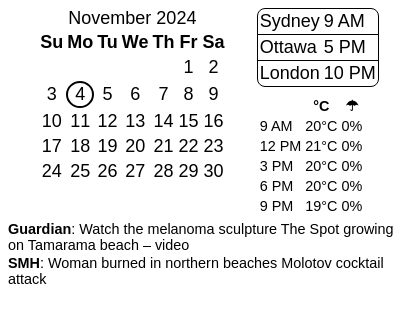 November 2024
Su Mo Tu We Th Fr Sa
1 2
3 4 5 6 7 8 9
10 11 12 13 14 15 16
17 18 19 20 21 22 23
24 25 26 27 28 29 30
Sydney 9 AM
Ottawa 5 PM
London 10 PM
°C ☂
9 AM 20°C 0%
12 PM 21°C 0%
3 PM 20°C 0%
6 PM 20°C 0%
9 PM 19°C 0%
Guardian: Watch the melanoma sculpture The Spot growing
on Tamarama beach – video
SMH: Woman burned in northern beaches Molotov cocktail
attack